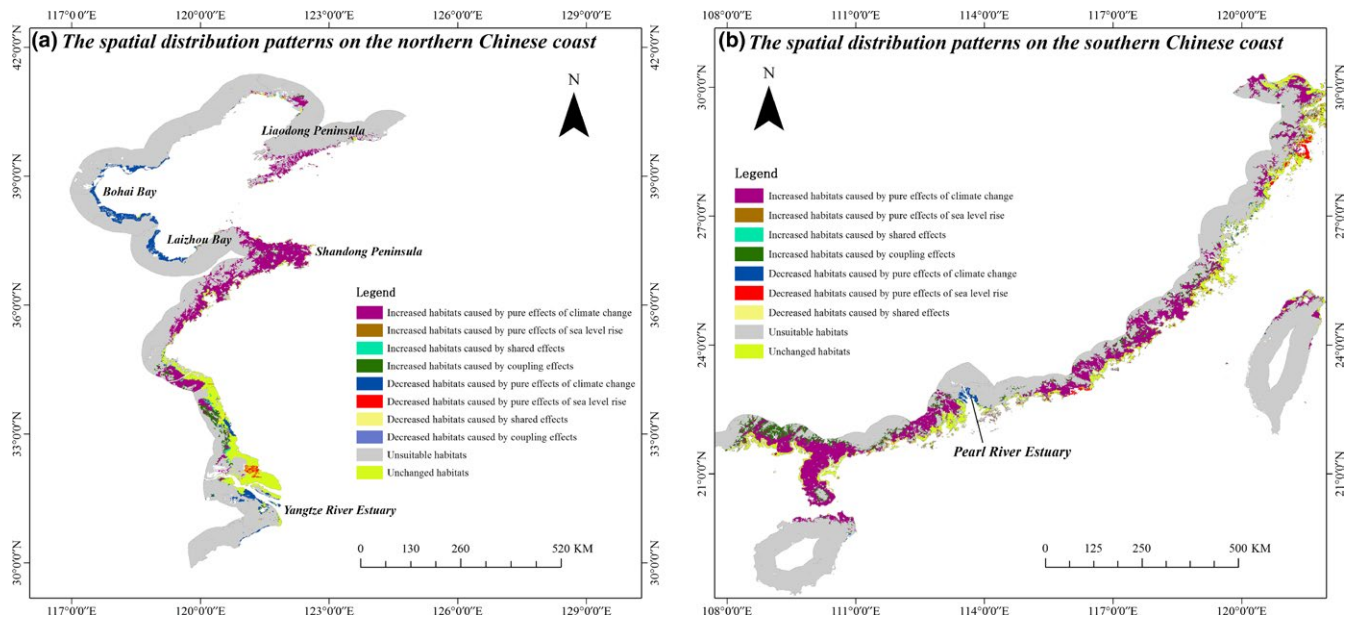 117°0'0"E 120°0'0"E 123°0'0"E 126°0'0"E 129°0'0"E
(a) The spatial distribution patterns on the northern Chinese coast
42°0'0"N
39°0'0"N
36°0'0"N
33°0'0"N
30°0'0"N
N
Liaodong Peninsula
Bohai Bay
Laizhou Bay
Shandong Peninsula
Yangtze River Estuary
Legend
Increased habitats caused by pure effects of climate change
Increased habitats caused by pure effects of sea level rise
Increased habitats caused by shared effects
Increased habitats caused by coupling effects
Decreased habitats caused by pure effects of climate change
Decreased habitats caused by pure effects of sea level rise
Decreased habitats caused by shared effects
Decreased habitats caused by coupling effects
Unsuitable habitats
Unchanged habitats
0 130 260 520 KM
42°0'0"N
39°0'0"N
36°0'0"N
33°0'0"N
30°0'0"N
117°0'0"E 120°0'0"E 123°0'0"E 126°0'0"E 129°0'0"E
108°0'0"E 111°0'0"E 114°0'0"E 117°0'0"E 120°0'0"E
(b) The spatial distribution patterns on the southern Chinese coast
30°0'0"N
27°0'0"N
24°0'0"N
21°0'0"N
N
Legend
Increased habitats caused by pure effects of climate change
Increased habitats caused by pure effects of sea level rise
Increased habitats caused by shared effects
Increased habitats caused by coupling effects
Decreased habitats caused by pure effects of climate change
Decreased habitats caused by pure effects of sea level rise
Decreased habitats caused by shared effects
Unsuitable habitats
Unchanged habitats
Pearl River Estuary
0 125 250 500 KM
30°0'0"N
27°0'0"N
24°0'0"N
21°0'0"N
108°0'0"E 111°0'0"E 114°0'0"E 117°0'0"E 120°0'0"E